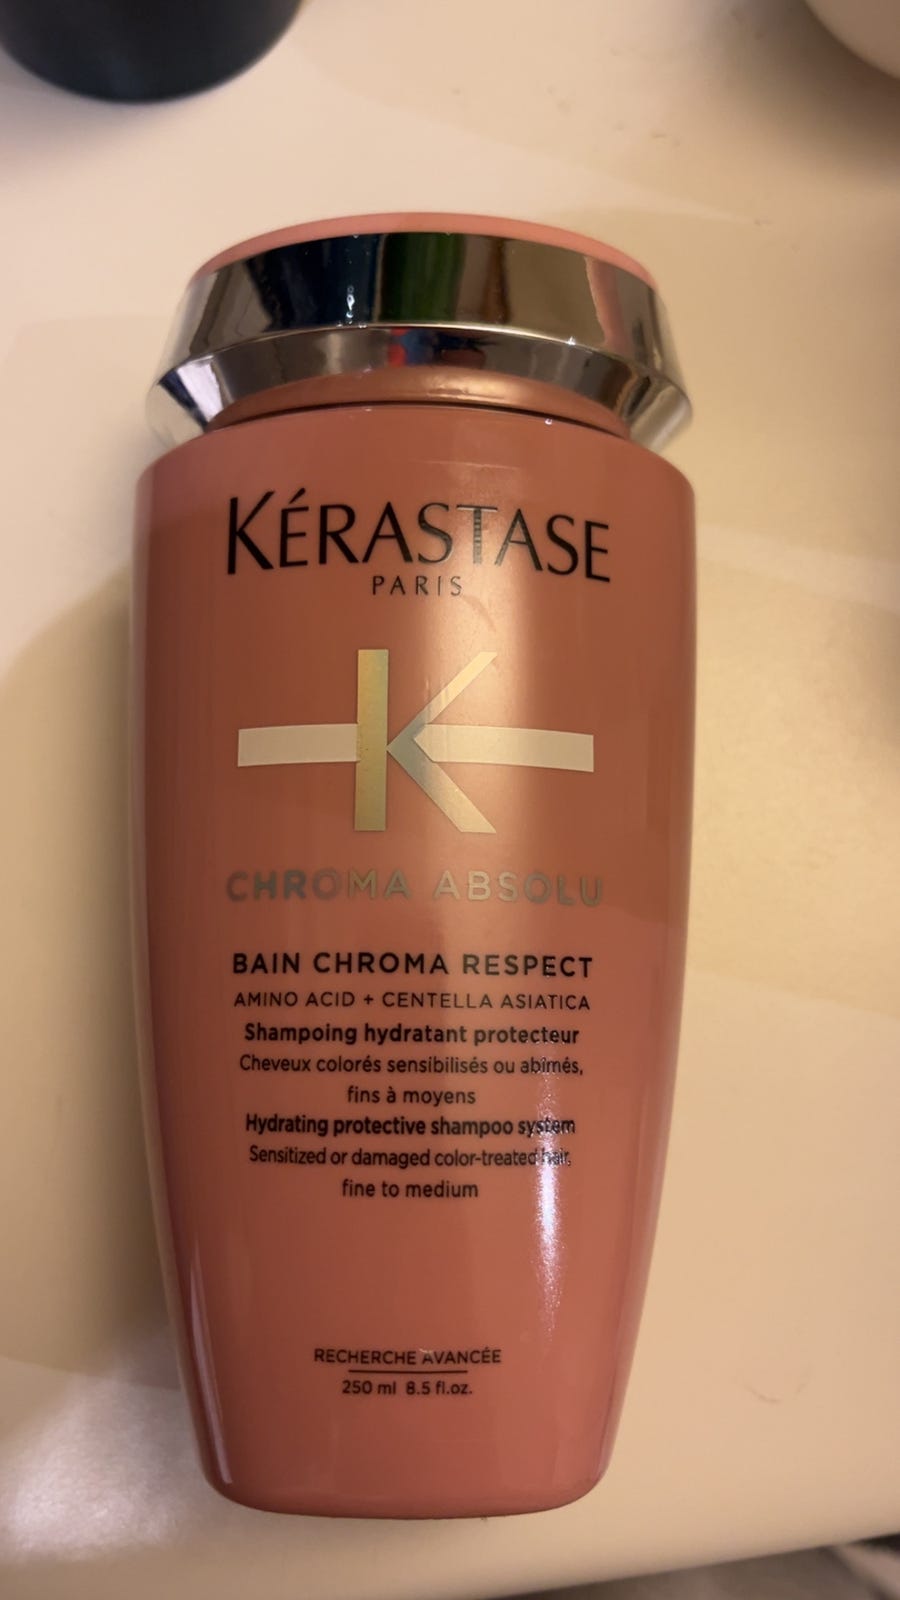 KÉRASTASE
PARIS
K
CHROMA ABSOLU
BAIN CHROMA RESPECT
AMINO ACID + CENTELLA ASIATICA
Shampoing hydratant protecteur
Cheveux colorés sensibilisés ou abîmés,
fins à moyens
Hydrating protective shampoo system
Sensitized or damaged color-treated hair,
fine to medium
RECHERCHE AVANCÉE
250 ml 8.5 fl.oz.